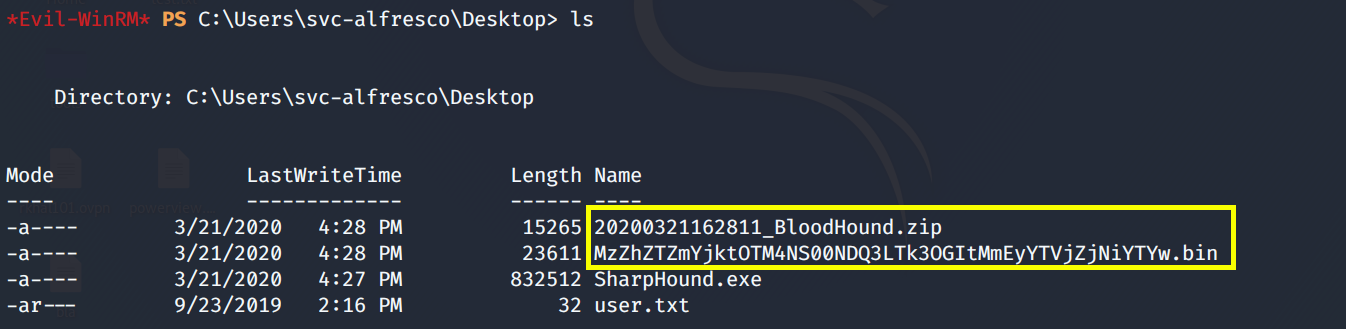 *Evil-WinRM* PS C:\Users\svc-alfresco\Desktop> ls
Directory: C:\Users\svc-alfresco\Desktop
Mode LastWriteTime Length Name
---- ------------- ------ ----
-a---- 3/21/2020 4:28 PM 15265 20200321162811_BloodHound.zip
-a---- 3/21/2020 4:28 PM 23611 MzZhZTZmYjktOTM4NS00NDQ3LTk3OGItMmEyYTVjZjNiYTYw.bin
-a---- 3/21/2020 4:27 PM 832512 SharpHound.exe
-ar--- 9/23/2019 2:16 PM 32 user.txt